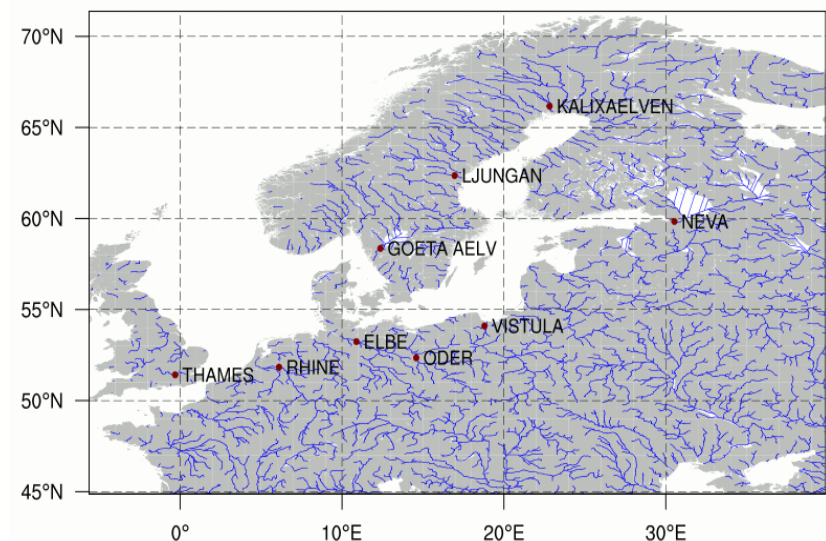 70°N
KALIXAELVEN
65°N
LJUNGAN
60°N
NEVA
GOETA AELV
55°N
VISTULA
ELBE
ODER
RHINE
THAMES
50°N
45°N
0° 10°E 20°E 30°E